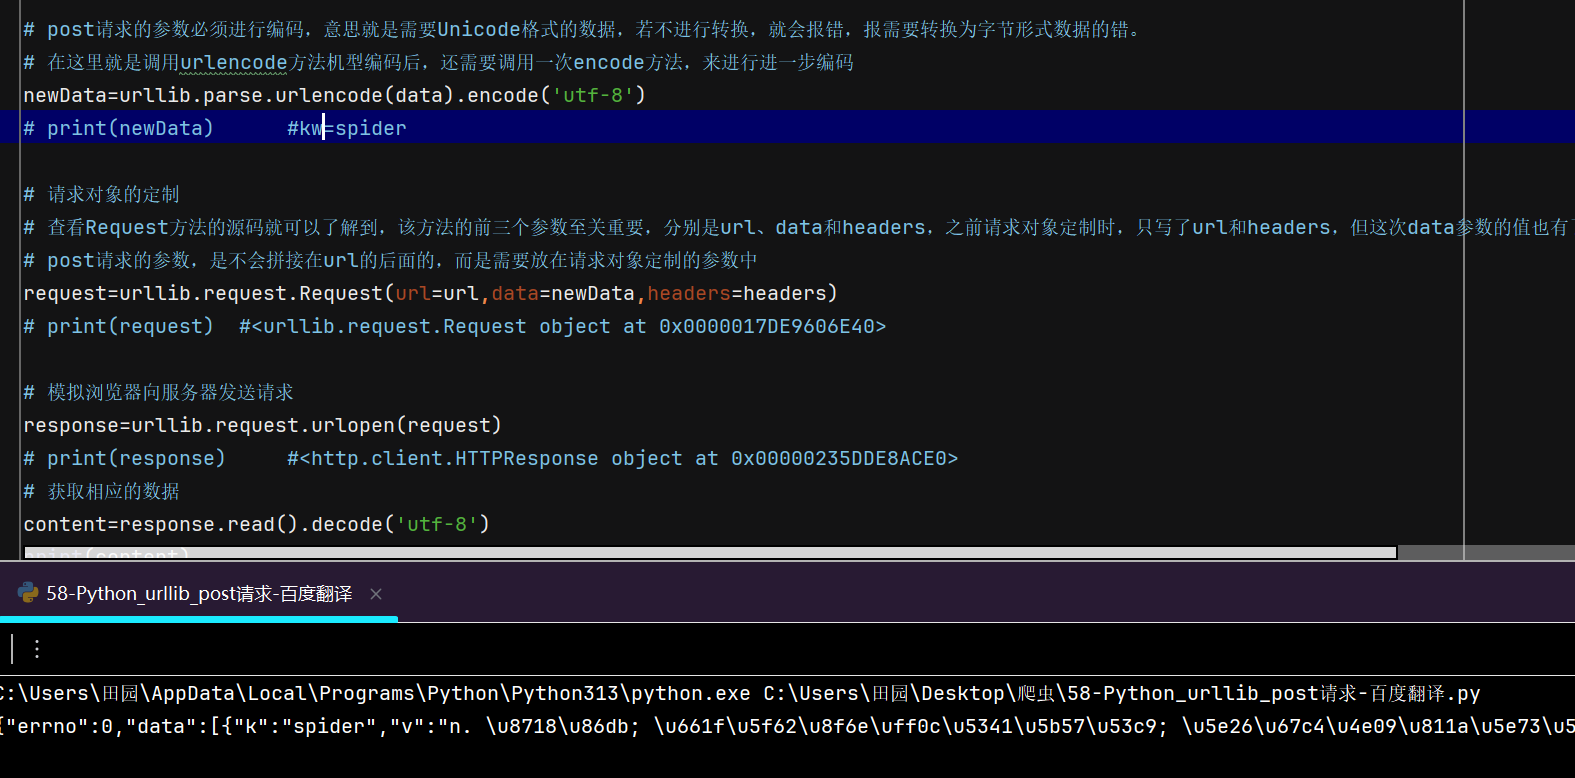 # post请求的参数必须进行编码，意思就是需要Unicode格式的数据，若不进行转换，就会报错，报需要转换为字节形式数据的错。
# 在这里就是调用urlencode方法机型编码后，还需要调用一次encode方法，来进行进一步编码
newData=urllib.parse.urlencode(data).encode('utf-8')
# print(newData)      #kw=spider
# 请求对象的定制
# 查看Request方法的源码就可以了解到，该方法的前三个参数至关重要，分别是url、data和headers，之前请求对象定制时，只写了url和headers，但这次data参数的值也有
# post请求的参数，是不会拼接在url的后面的，而是需要放在请求对象定制的参数中
request=urllib.request.Request(url=url,data=newData,headers=headers)
# print(request)  #<urllib.request.Request object at 0x0000017DE9606E40>
# 模拟浏览器向服务器发送请求
response=urllib.request.urlopen(request)
# print(response)     #<http.client.HTTPResponse object at 0x00000235DDE8ACE0>
# 获取相应的数据
content=response.read().decode('utf-8')
print(content)
58-Python_urllib_post请求-百度翻译
C:\Users\田园\AppData\Local\Programs\Python\Python313\python.exe C:\Users\田园\Desktop\爬虫\58-Python_urllib_post请求-百度翻译.py
{"errno":0,"data":[{"k":"spider","v":"n. \u8718\u86db; \u661f\u5f62\u8f6e\uff0c\u5341\u5b57\u53c9; \u5e26\u67c4\u4e09\u811a\u5e73\u5